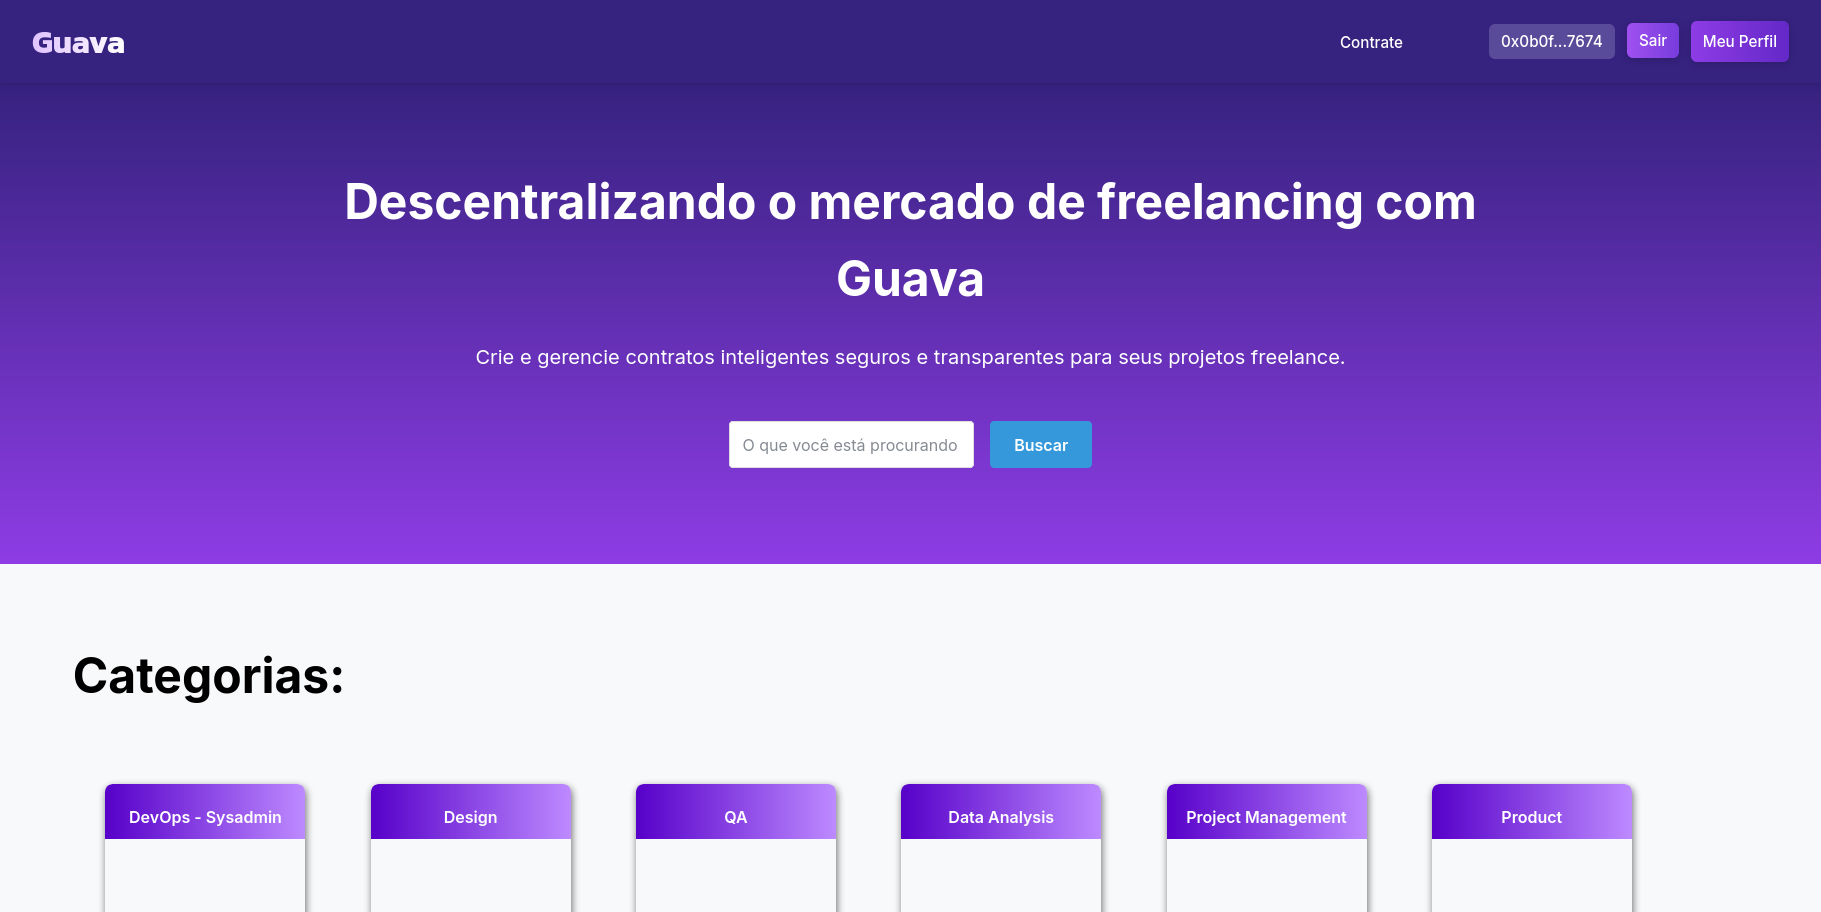 Guava
Contrate
0x0b0f...7674
Sair
Meu Perfil
Descentralizando o mercado de freelancing com
Guava
Crie e gerencie contratos inteligentes seguros e transparentes para seus projetos freelance.
O que você está procurando
Buscar
Categorias:
DevOps - Sysadmin
Design
QA
Data Analysis
Project Management
Product